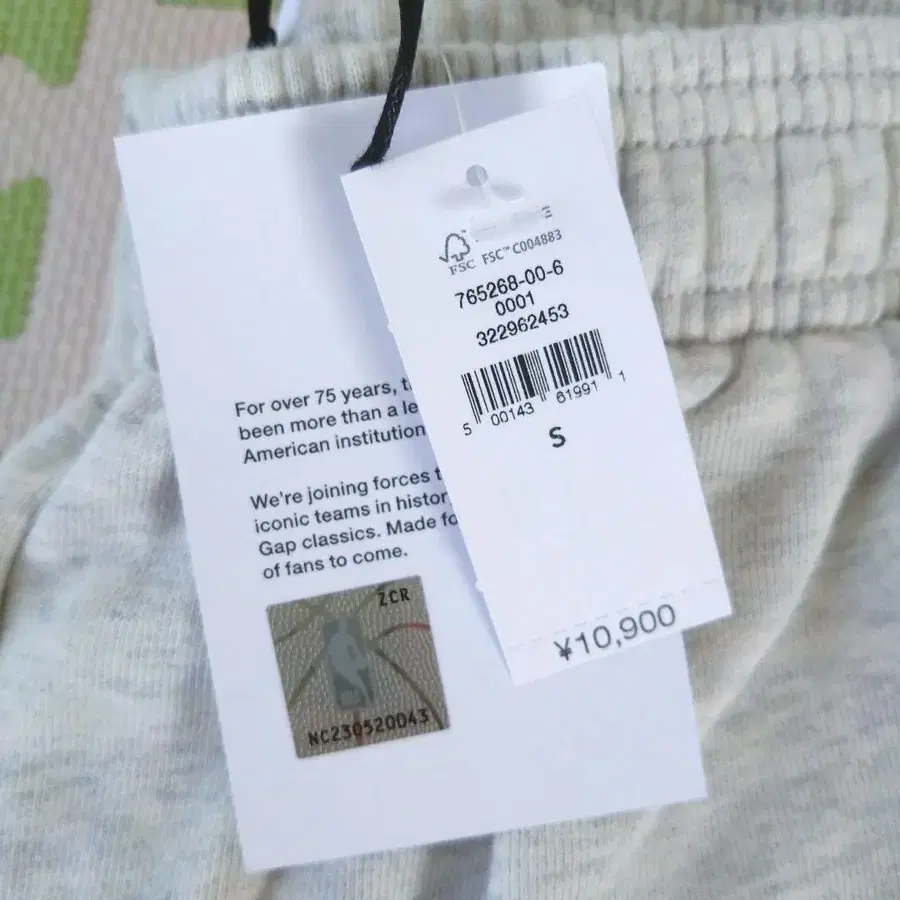 FSC FSC™ C004883
765268-00-6
0001
322962453
5 00143 61991 1
S
¥10,900
For over 75 years,
been more than a
American institution
We're joining forces
iconic teams in
Gap classics. Made
of fans to come.
ZCR
NC230520043